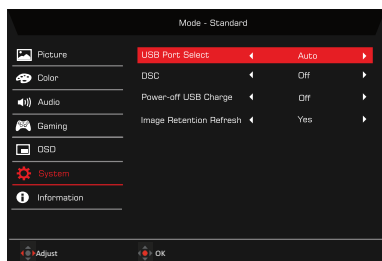 Mode - Standard
Picture
Color
Audio
Gaming
OSD
System
Information
USB Port Select Auto
DSC Off
Power-off USB Charge Off
Image Retention Refresh Yes
Adjust
OK